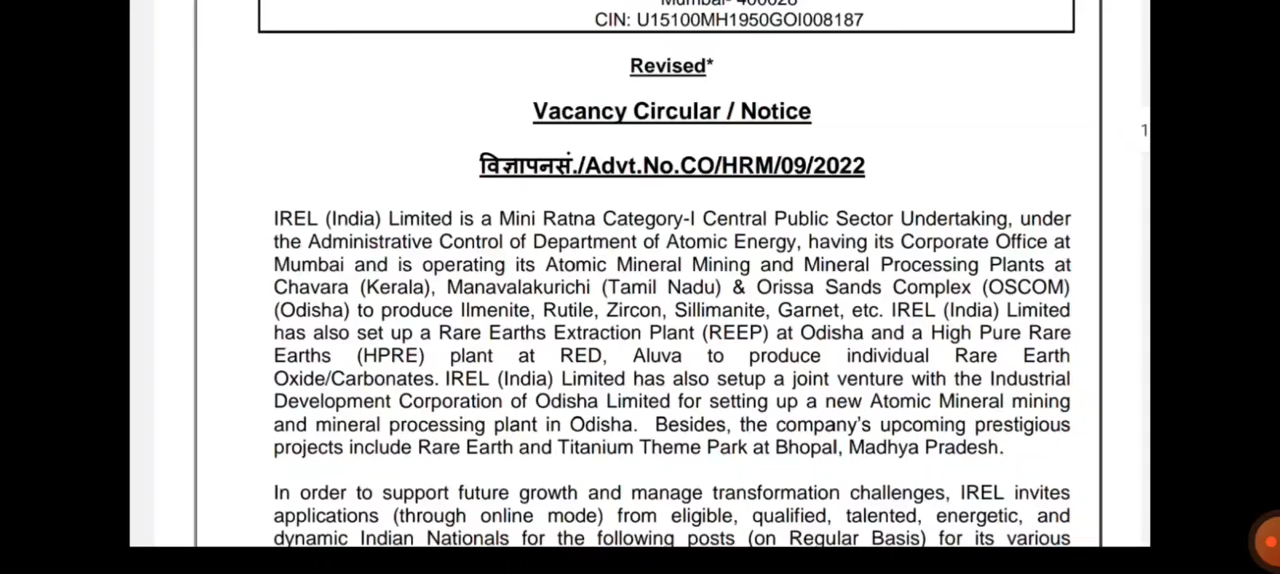 Mumbai- 400028
CIN: U15100MH1950GOI008187
Revised*
Vacancy Circular / Notice
विज्ञापनसं./Advt.No.CO/HRM/09/2022
1
IREL (India) Limited is a Mini Ratna Category-I Central Public Sector Undertaking, under
the Administrative Control of Department of Atomic Energy, having its Corporate Office at
Mumbai and is operating its Atomic Mineral Mining and Mineral Processing Plants at
Chavara (Kerala), Manavalakurichi (Tamil Nadu) & Orissa Sands Complex (OSCOM)
(Odisha) to produce Ilmenite, Rutile, Zircon, Sillimanite, Garnet, etc. IREL (India) Limited
has also set up a Rare Earths Extraction Plant (REEP) at Odisha and a High Pure Rare
Earths (HPRE) plant at RED, Aluva to produce individual Rare Earth
Oxide/Carbonates. IREL (India) Limited has also setup a joint venture with the Industrial
Development Corporation of Odisha Limited for setting up a new Atomic Mineral mining
and mineral processing plant in Odisha. Besides, the company's upcoming prestigious
projects include Rare Earth and Titanium Theme Park at Bhopal, Madhya Pradesh.
In order to support future growth and manage transformation challenges, IREL invites
applications (through online mode) from eligible, qualified, talented, energetic, and
dynamic Indian Nationals for the following posts (on Regular Basis) for its various